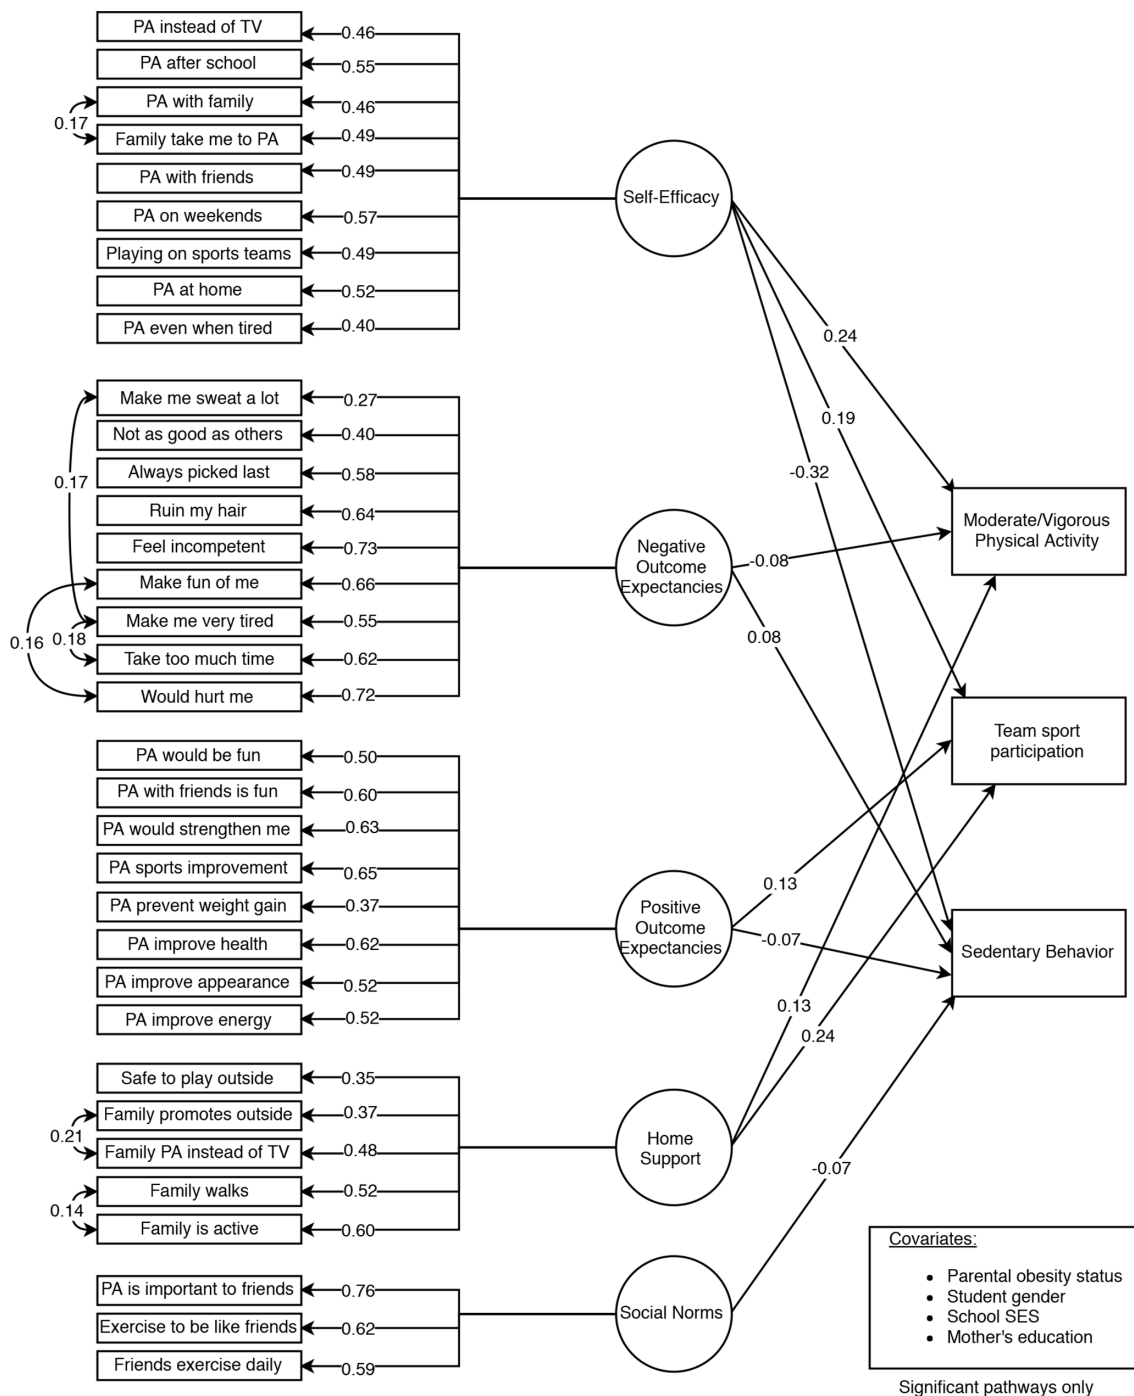 PA instead of TV
0.46
PA after school
0.55
PA with family
0.46
0.17
Family take me to PA
0.49
PA with friends
0.49
PA on weekends
0.57
Playing on sports teams
0.49
PA at home
0.52
PA even when tired
0.40
Self-Efficacy
0.24
0.19
-0.32
Make me sweat a lot
0.27
Not as good as others
0.40
Always picked last
0.58
0.17
Ruin my hair
0.64
Feel incompetent
0.73
Make fun of me
0.66
Make me very tired
0.55
0.16
0.18
Take too much time
0.62
Would hurt me
0.72
Negative
Outcome
Expectancies
-0.08
0.08
Moderate/Vigorous
Physical Activity
Team sport
participation
Sedentary Behavior
PA would be fun
0.50
PA with friends is fun
0.60
PA would strengthen me
0.63
PA sports improvement
0.65
PA prevent weight gain
0.37
PA improve health
0.62
PA improve appearance
0.52
PA improve energy
0.52
Positive
Outcome
Expectancies
0.13
-0.07
Safe to play outside
0.35
Family promotes outside
0.37
0.21
Family PA instead of TV
0.48
Family walks
0.52
0.14
Family is active
0.60
Home
Support
0.13
0.24
PA is important to friends
0.76
Exercise to be like friends
0.62
Friends exercise daily
0.59
Social Norms
-0.07
Covariates:
• Parental obesity status
• Student gender
• School SES
• Mother's education
Significant pathways only